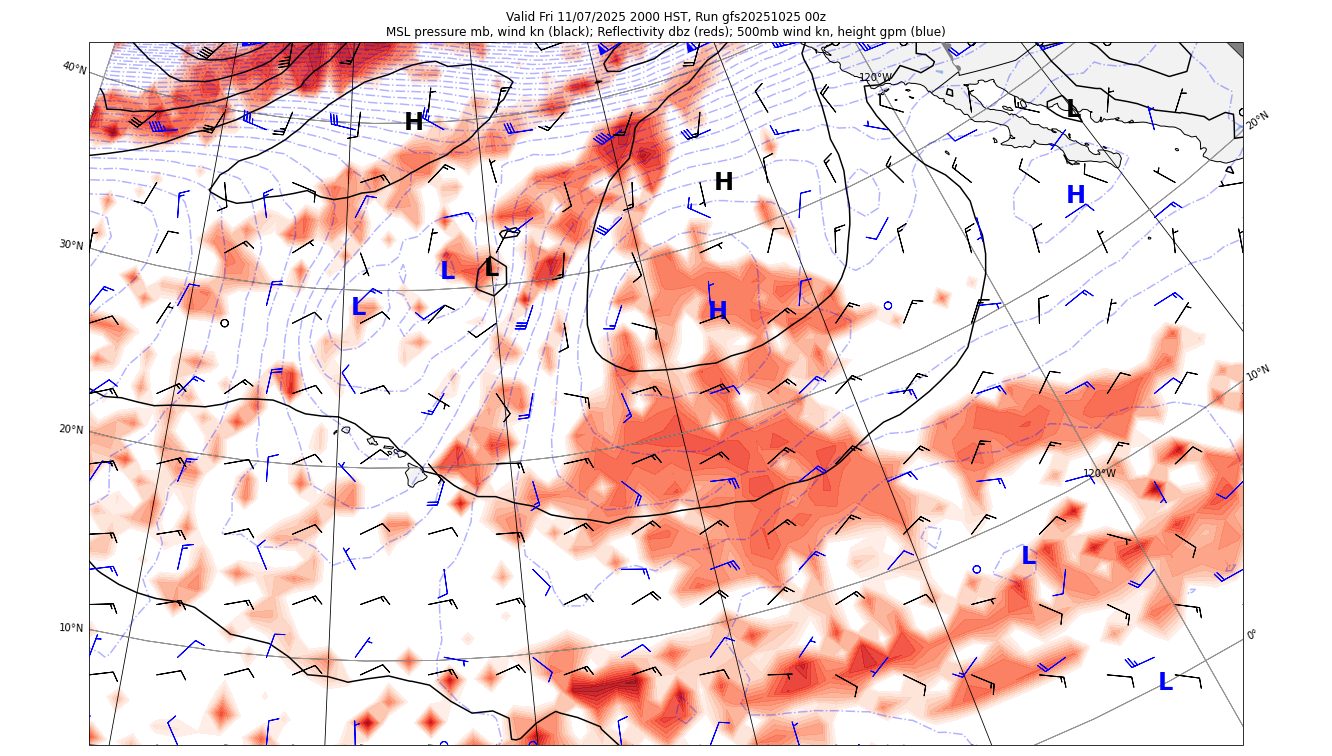 Valid Fri 11/07/2025 2000 HST, Run gfs20251025 00z
MSL pressure mb, wind kn (black); Reflectivity dbz (reds); 500mb wind kn, height gpm (blue)
40°N
120°W
L
20°N
H
H
H
30°N
L
L
L
H
10°N
20°N
120°W
L
10°N
0°
L